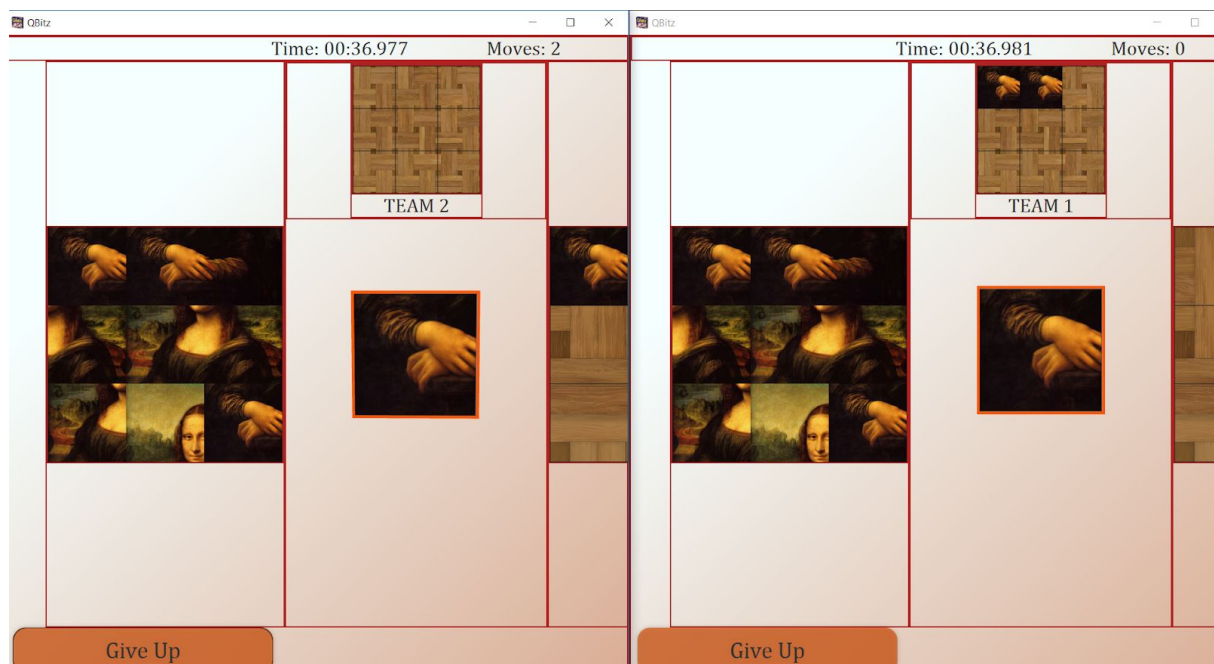 QBitz
Time: 00:36.977 Moves: 2
TEAM 2
Give Up
QBitz
Time: 00:36.981 Moves: 0
TEAM 1
Give Up